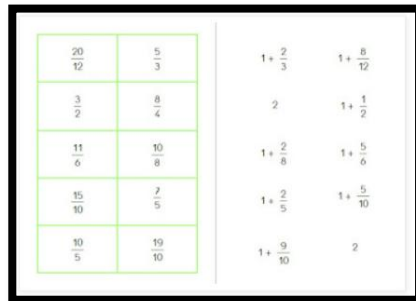 20/12 5/3
3/2 8/4
11/6 10/8
15/10 7/5
10/5 19/10
1 + 2/3 1 + 8/12
2 1 + 1/2
1 + 2/8 1 + 5/6
1 + 2/5 1 + 5/10
1 + 9/10 2